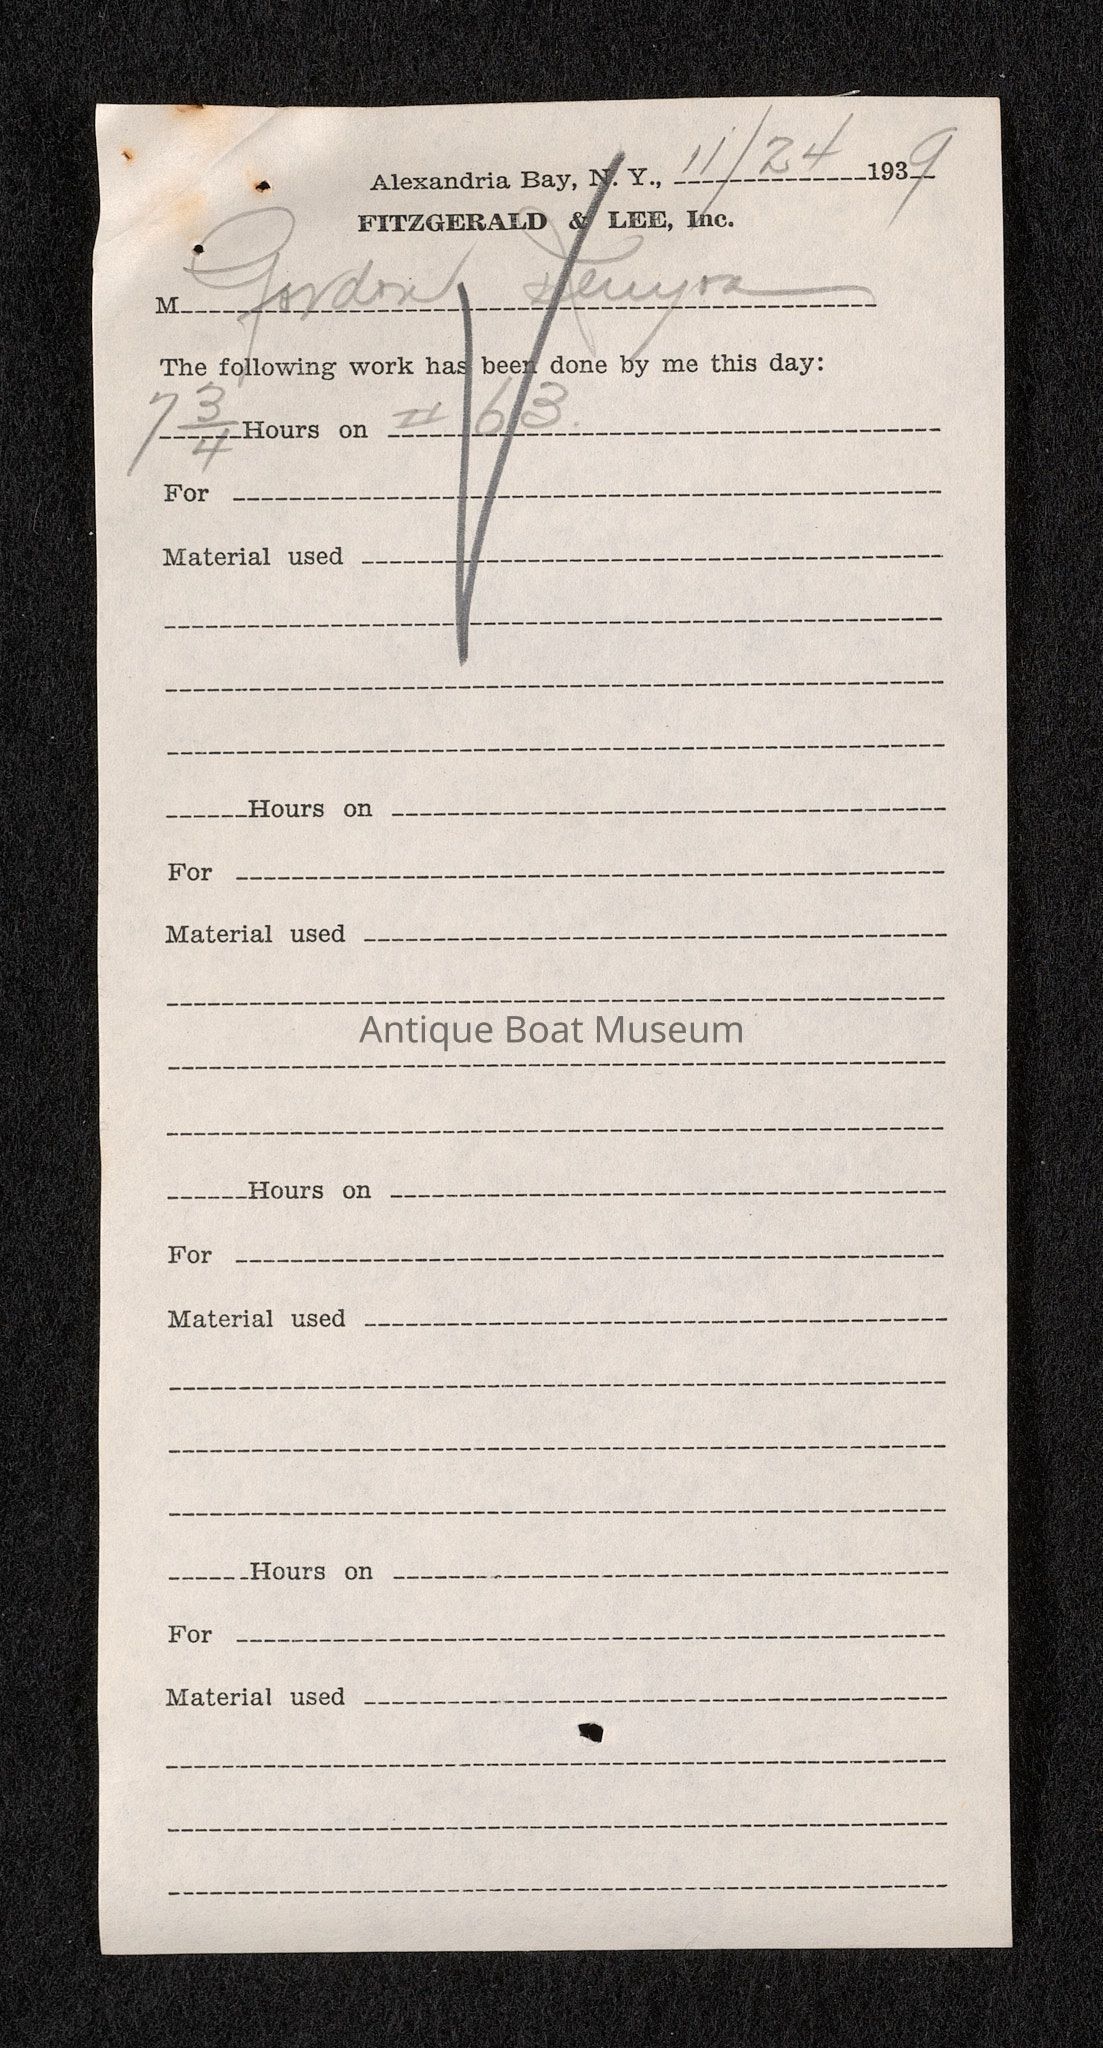 Alexandria Bay, N. Y., 11/24 1939
FITZGERALD & LEE, Inc.
M Gordon Kenyon
The following work has been done by me this day:
7 3/4 Hours on # 63.
For
Material used
Hours on
For
Material used
Antique Boat Museum
Hours on
For
Material used
Hours on
For
Material used